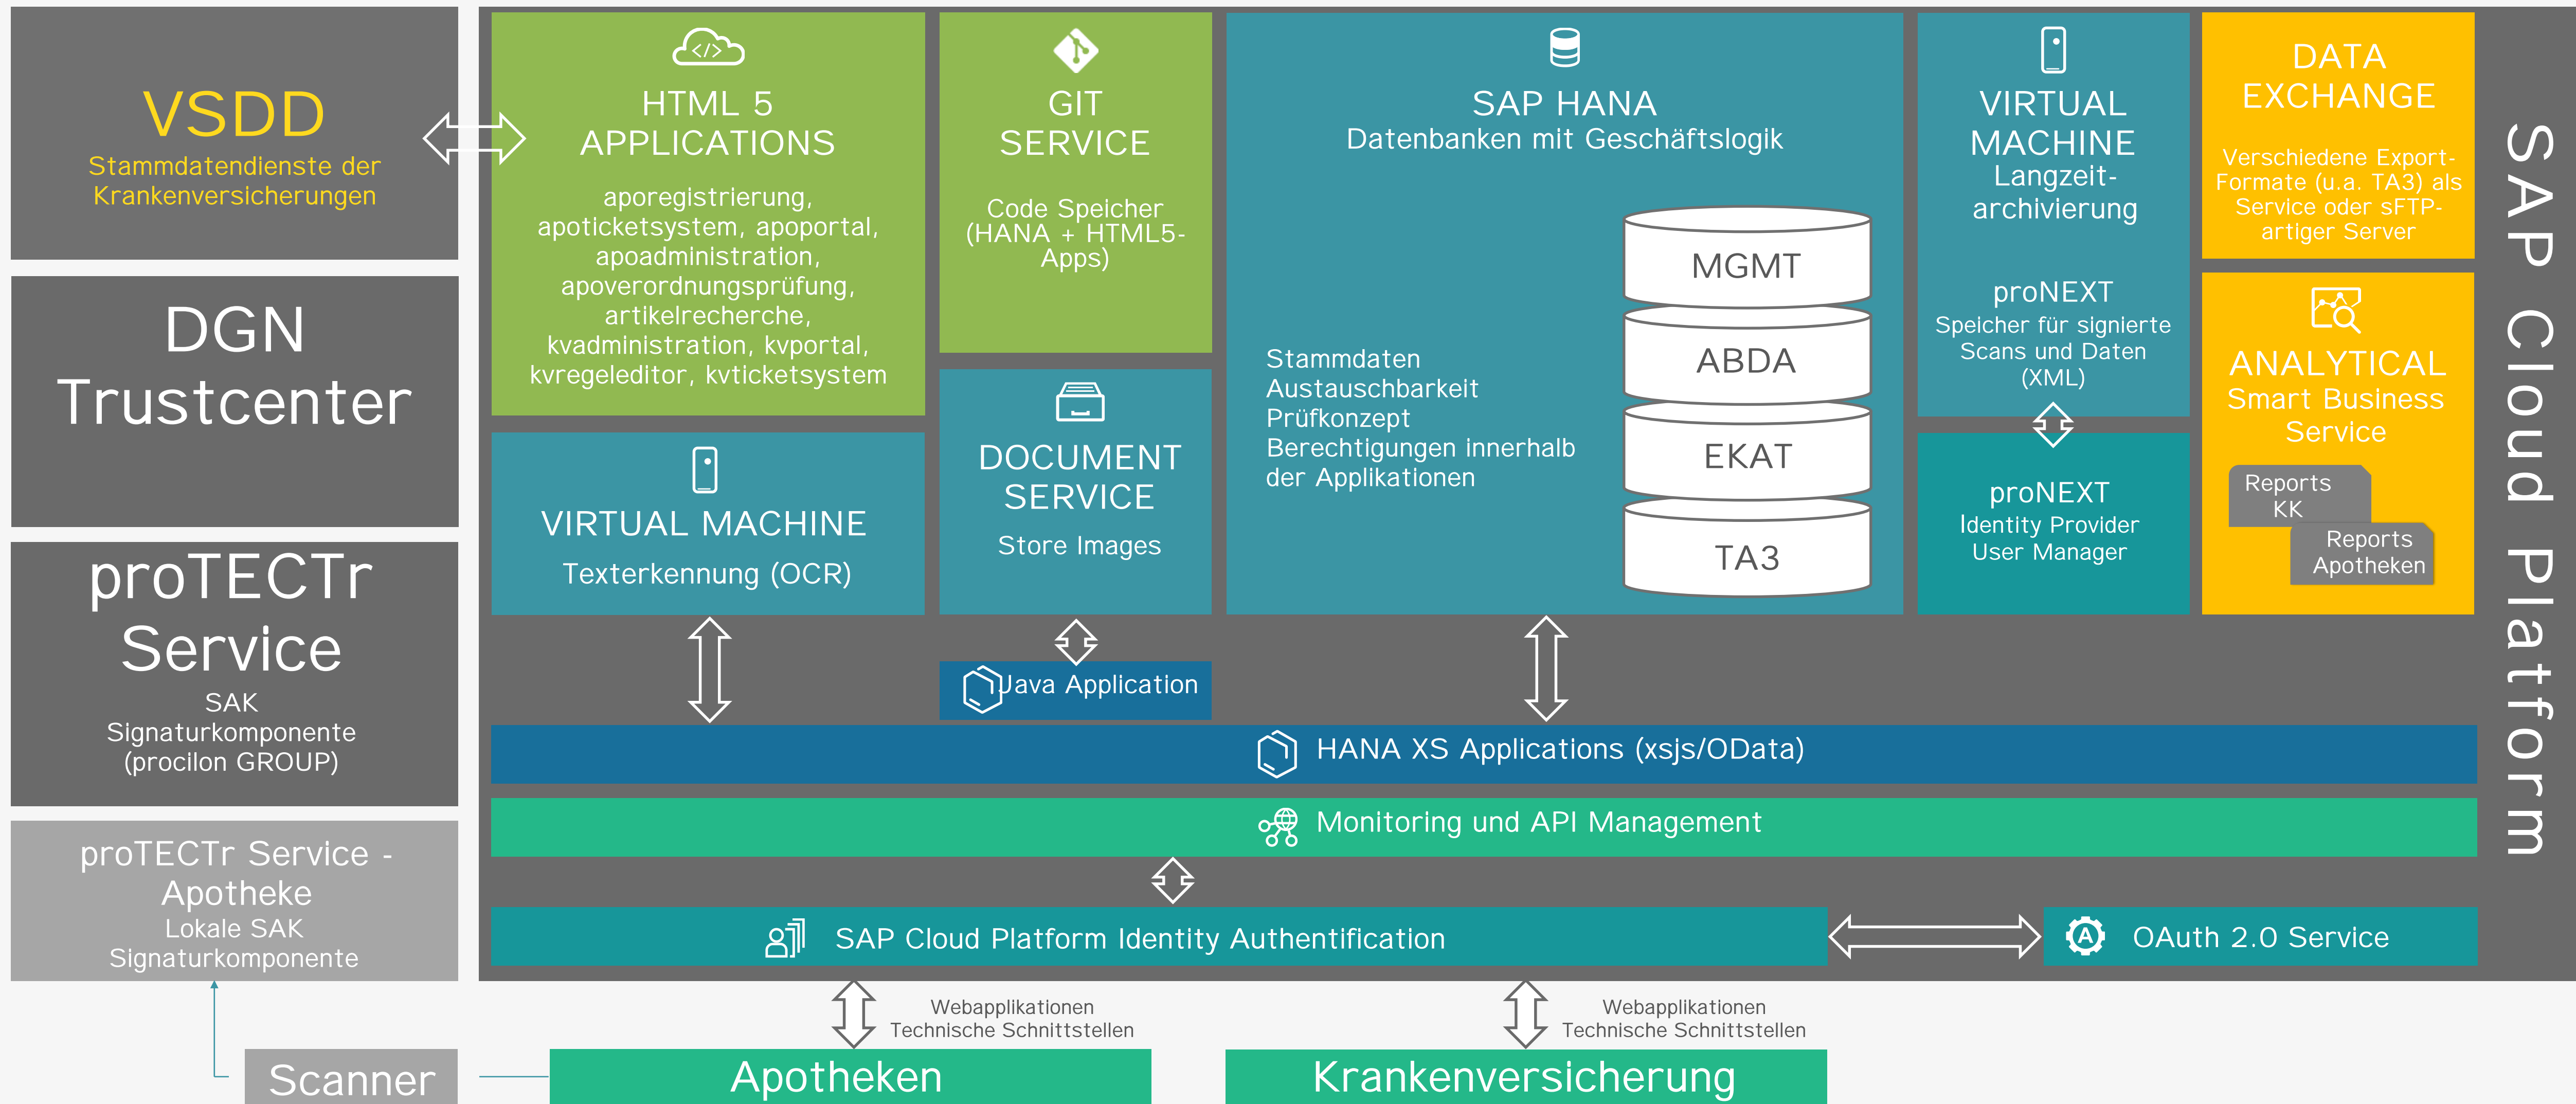 VSDD
Stammdatendienste der
Krankenversicherungen
DGN
Trustcenter
proTECTr
Service
SAK
Signaturkomponente
(procilon GROUP)
proTECTr Service -
Apotheke
Lokale SAK
Signaturkomponente
Scanner
</>
HTML 5
APPLICATIONS
aporegistrierung,
apoticketsystem, apoportal,
apoadministration,
apoverordnungsprüfung,
artikelrecherche,
kvadministration, kvportal,
kvregeleditor, kvticketsystem
VIRTUAL MACHINE
Texterkennung (OCR)
GIT
SERVICE
Code Speicher
(HANA + HTML5-
Apps)
DOCUMENT
SERVICE
Store Images
Java Application
SAP HANA
Datenbanken mit Geschäftslogik
Stammdaten
Austauschbarkeit
Prüfkonzept
Berechtigungen innerhalb
der Applikationen
MGMT
ABDA
EKAT
TA3
VIRTUAL
MACHINE
Langzeit-
archivierung
proNEXT
Speicher für signierte
Scans und Daten
(XML)
proNEXT
Identity Provider
User Manager
DATA
EXCHANGE
Verschiedene Export-
Formate (u.a. TA3) als
Service oder sFTP-
artiger Server
ANALYTICAL
Smart Business
Service
Reports
KK
Reports
Apotheken
SAP Cloud Platform
HANA XS Applications (xsjs/OData)
Monitoring und API Management
SAP Cloud Platform Identity Authentification
A
OAuth 2.0 Service
Webapplikationen
Technische Schnittstellen
Webapplikationen
Technische Schnittstellen
Apotheken
Krankenversicherung